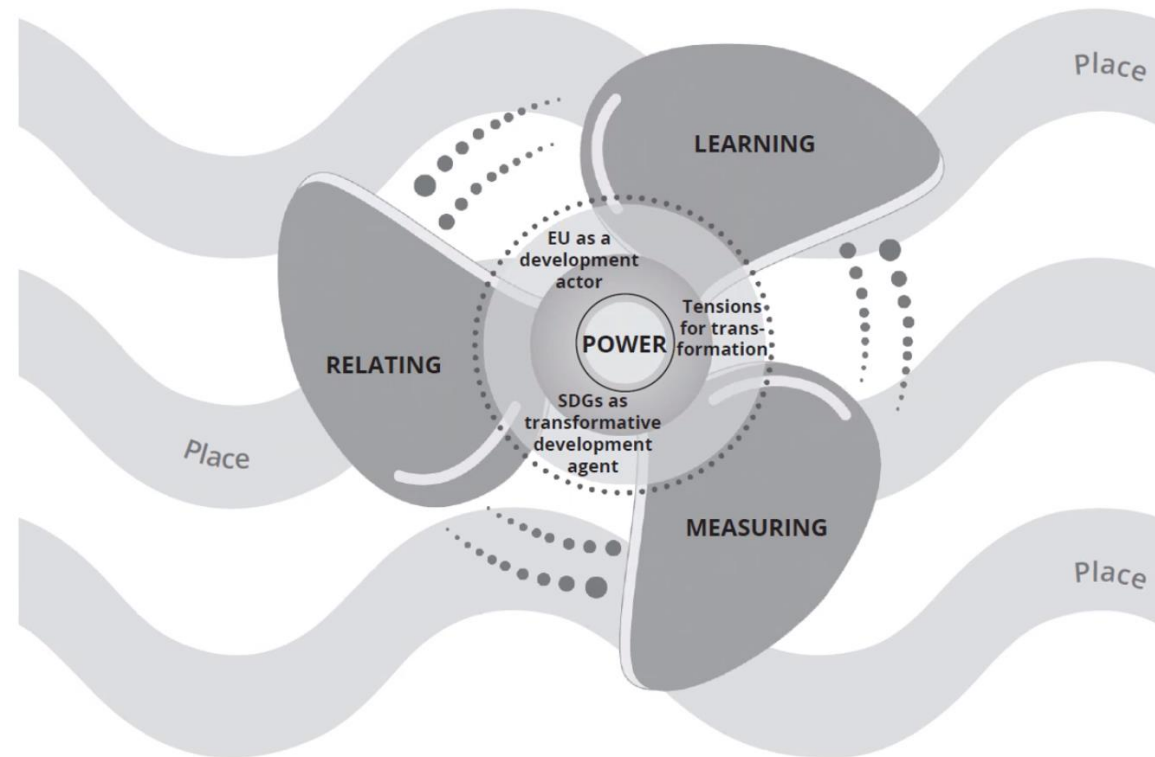 Place
LEARNING
EU as a
development
actor
Tensions
for trans-
formation
POWER
RELATING
SDGs as
transformative
development
agent
Place
MEASURING
Place